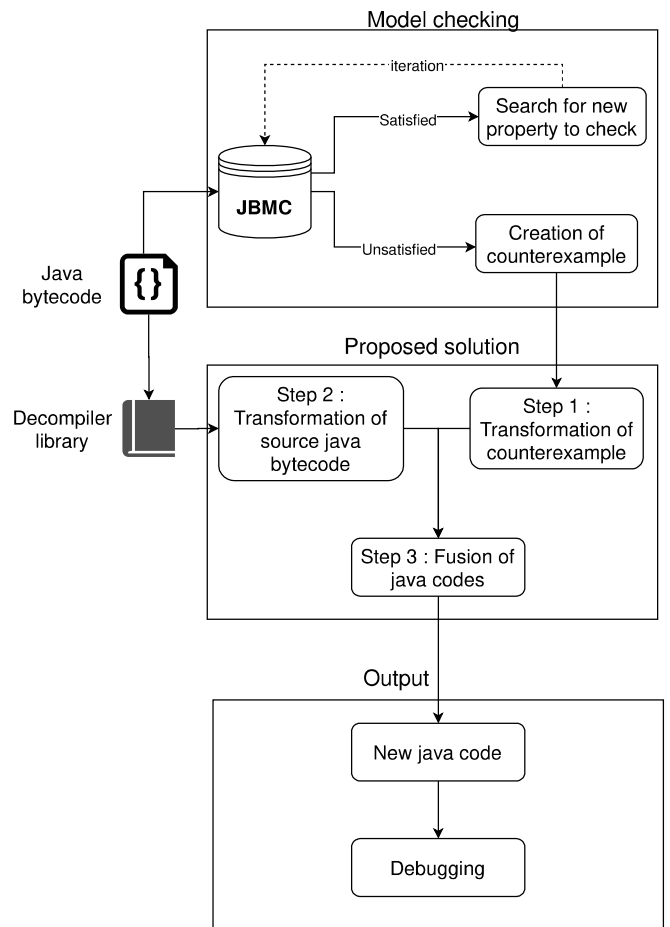 Model checking
iteration
Search for new
property to check
Satisfied
JBMC
Unsatisfied
Creation of
counterexample
Java
bytecode
{}
Proposed solution
Decompiler
library
Step 2 :
Transformation of
source java
bytecode
Step 1 :
Transformation of
counterexample
Step 3 : Fusion of
java codes
Output
New java code
Debugging